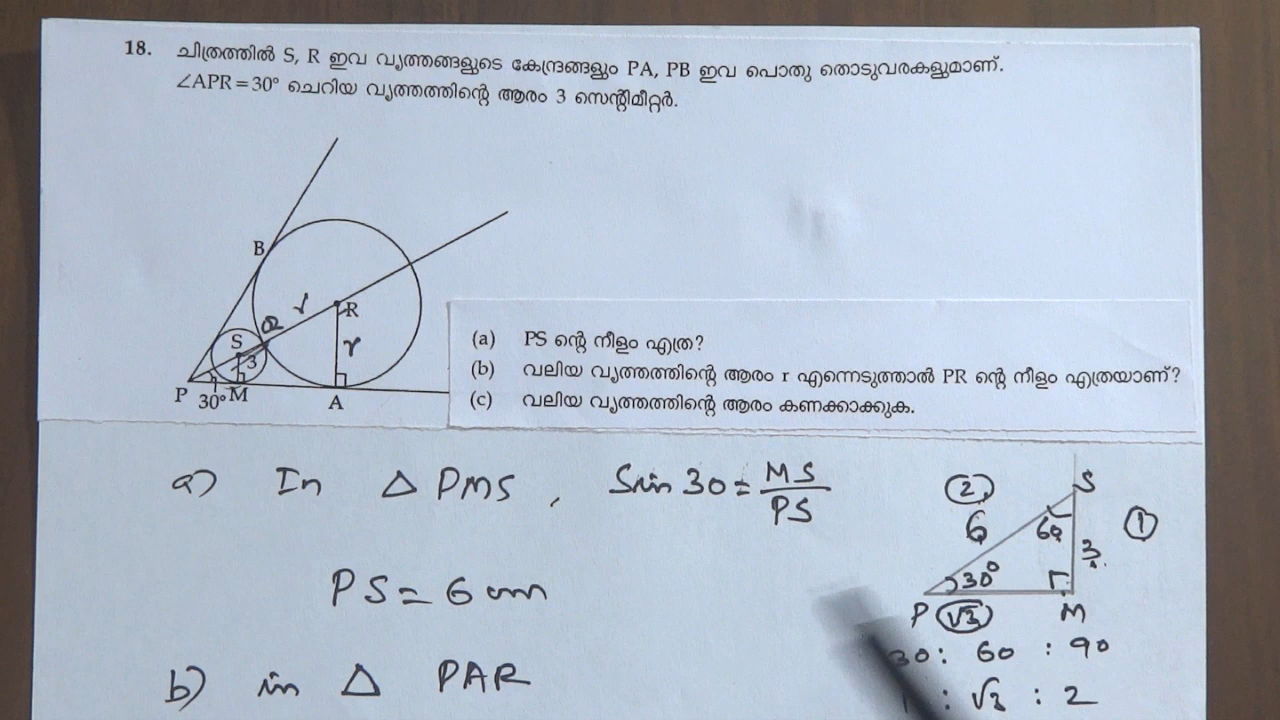 18. ചിത്രത്തിൽ S, R ഇവ വൃത്തങ്ങളുടെ കേന്ദ്രങ്ങളും PA, PB ഇവ പൊതു തൊടുവരകളുമാണ്.
∠APR=30° ചെറിയ വൃത്തത്തിന്റെ ആരം 3 സെന്റിമീറ്റർ.
B
r
R
S
3
r
P 30° M A
(a) PS ന്റെ നീളം എത്ര?
(b) വലിയ വൃത്തത്തിന്റെ ആരം r എന്നെടുത്താൽ PR ന്റെ നീളം എത്രയാണ്?
(c) വലിയ വൃത്തത്തിന്റെ ആരം കണക്കാക്കുക.
a) In △ PMS, Sin 30 = MS/PS
PS = 6 cm
b) in △ PAR
2 S
6 60 1
3
30°
P √3 M
30 : 60 : 90
: √3 : 2